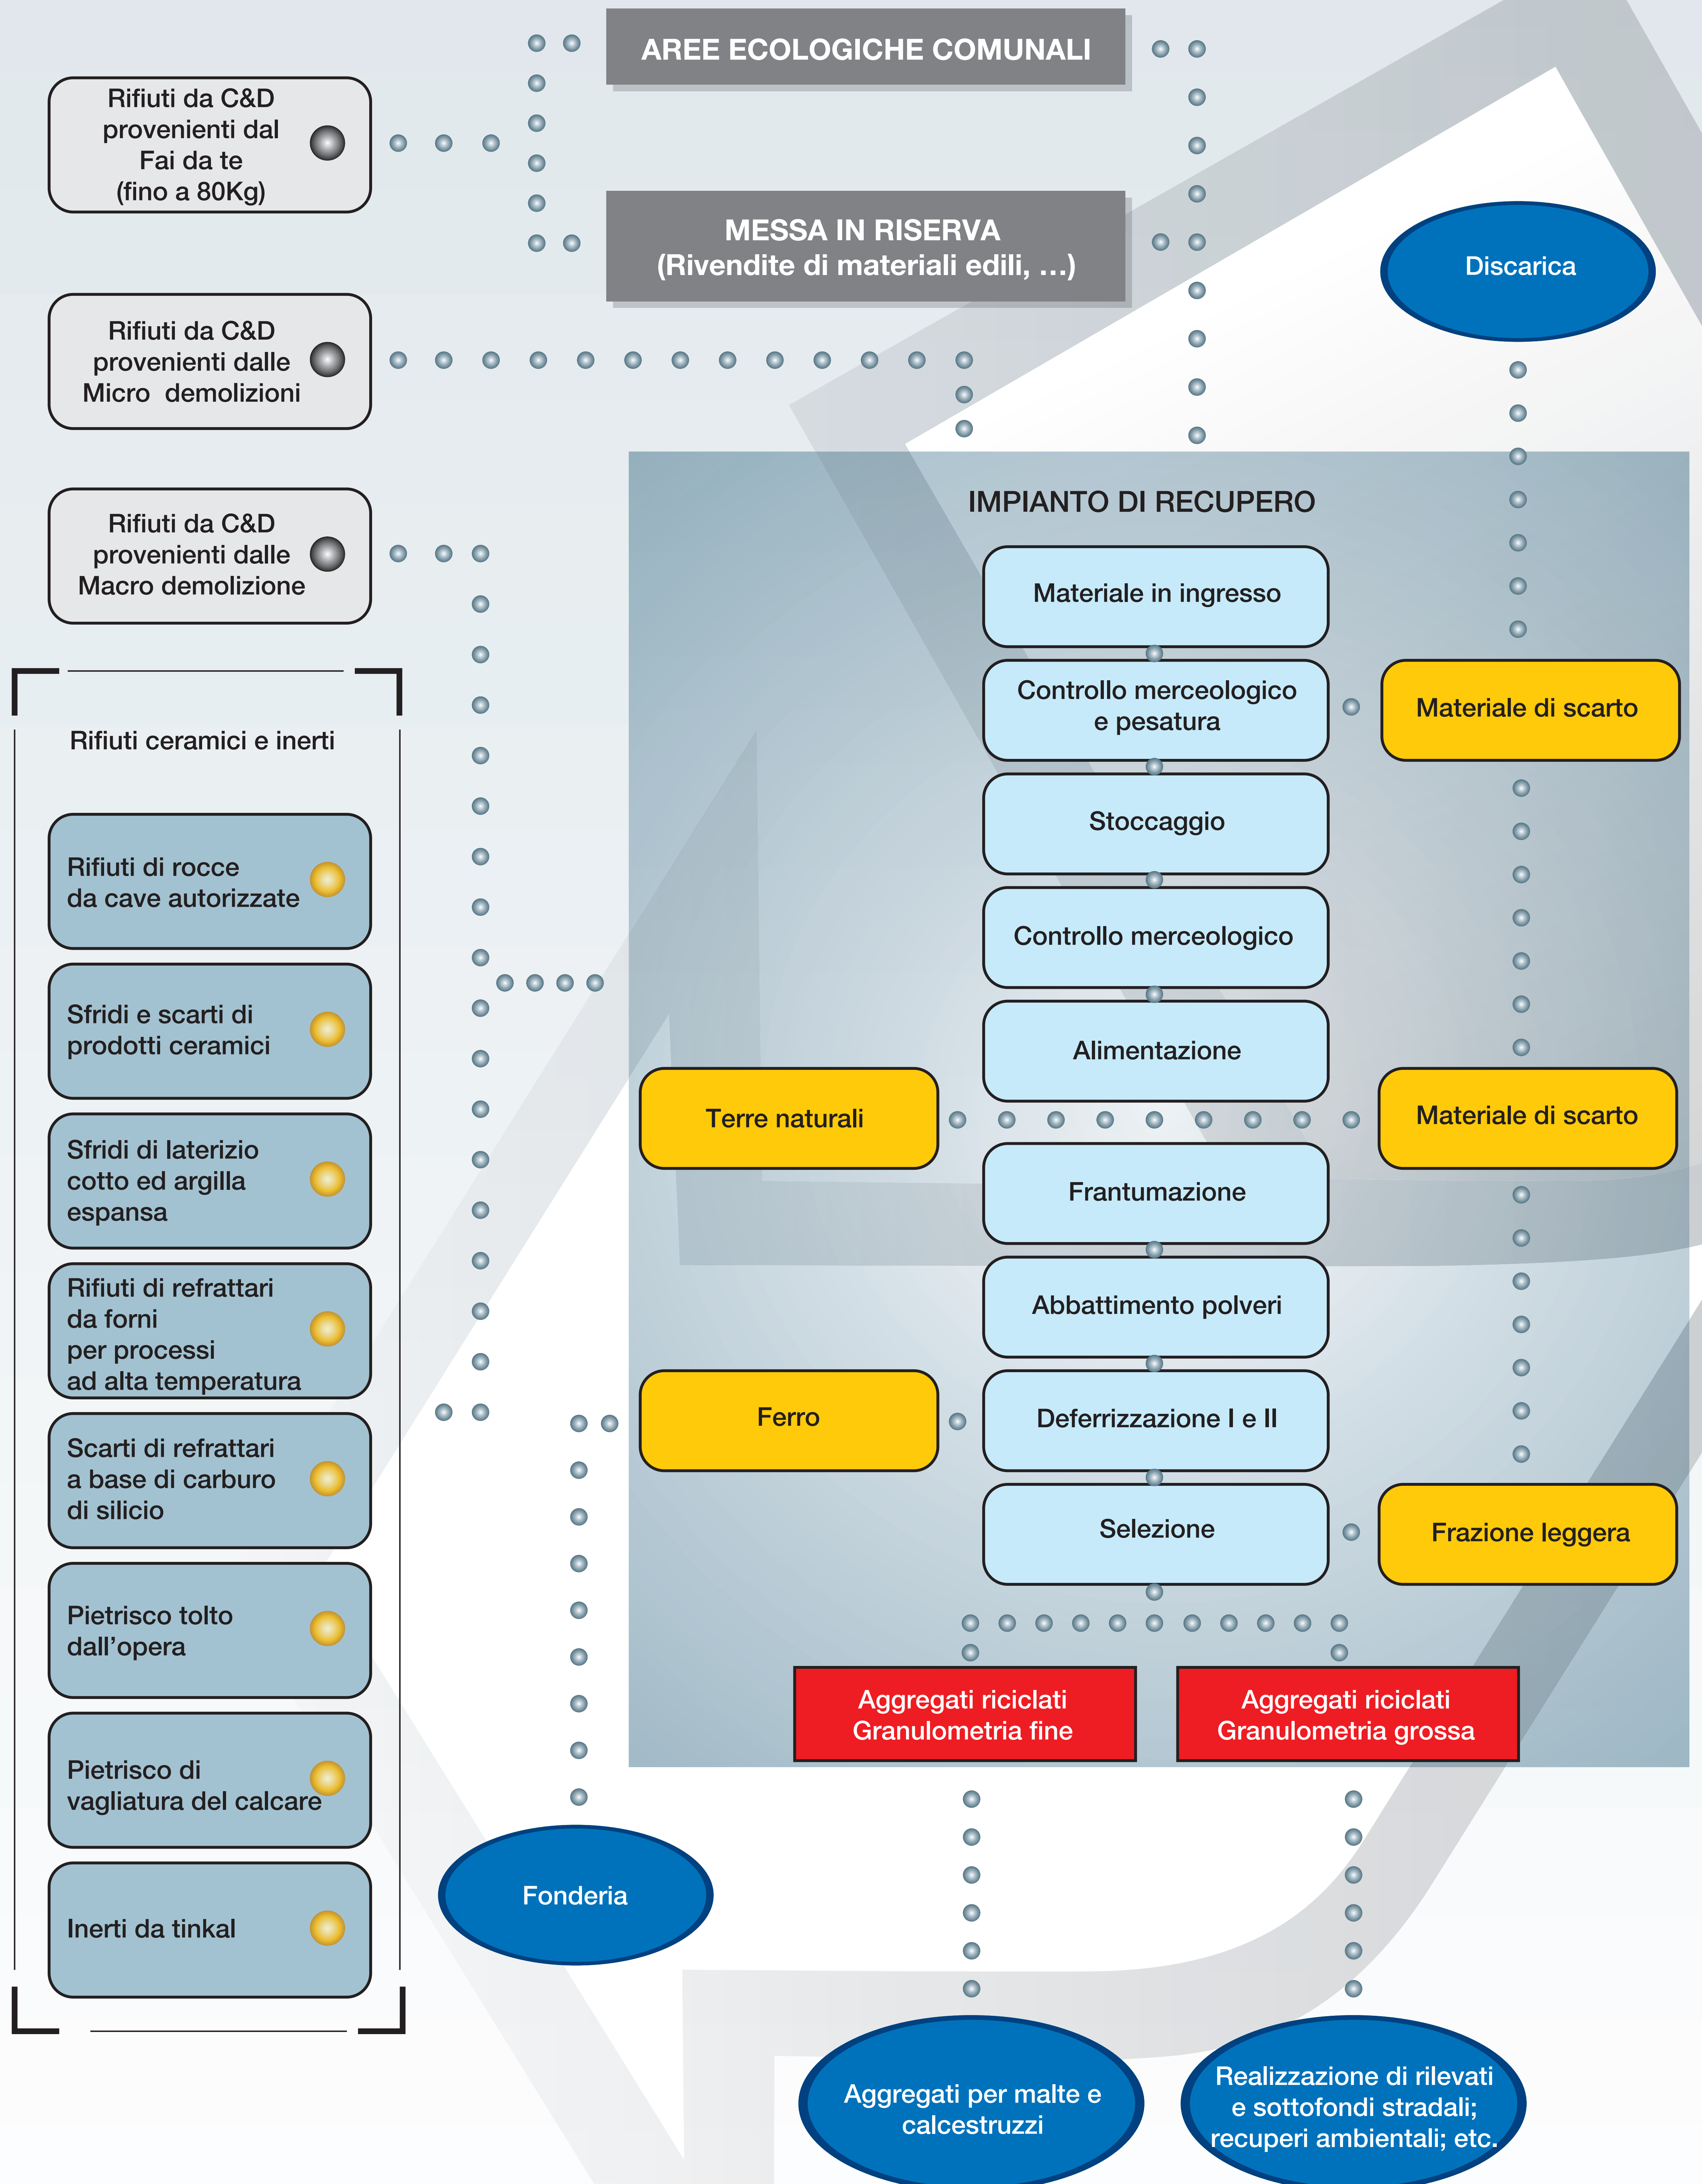 AREE ECOLOGICHE COMUNALI
Rifiuti da C&D
provenienti dal
Fai da te
(fino a 80Kg)
MESSA IN RISERVA
(Rivendite di materiali edili, …)
Discarica
Rifiuti da C&D
provenienti dalle
Micro demolizioni
Rifiuti da C&D
provenienti dalle
Macro demolizione
Rifiuti ceramici e inerti
Rifiuti di rocce
da cave autorizzate
Sfridi e scarti di
prodotti ceramici
Sfridi di laterizio
cotto ed argilla
espansa
Rifiuti di refrattari
da forni
per processi
ad alta temperatura
Scarti di refrattari
a base di carburo
di silicio
Pietrisco tolto
dall’opera
Pietrisco di
vagliatura del calcare
Inerti da tinkal
IMPIANTO DI RECUPERO
Materiale in ingresso
Controllo merceologico
e pesatura
Materiale di scarto
Stoccaggio
Controllo merceologico
Alimentazione
Terre naturali
Materiale di scarto
Frantumazione
Abbattimento polveri
Ferro
Deferrizzazione I e II
Selezione
Frazione leggera
Aggregati riciclati
Granulometria fine
Aggregati riciclati
Granulometria grossa
Fonderia
Aggregati per malte e
calcestruzzi
Realizzazione di rilevati
e sottofondi stradali;
recuperi ambientali; etc.